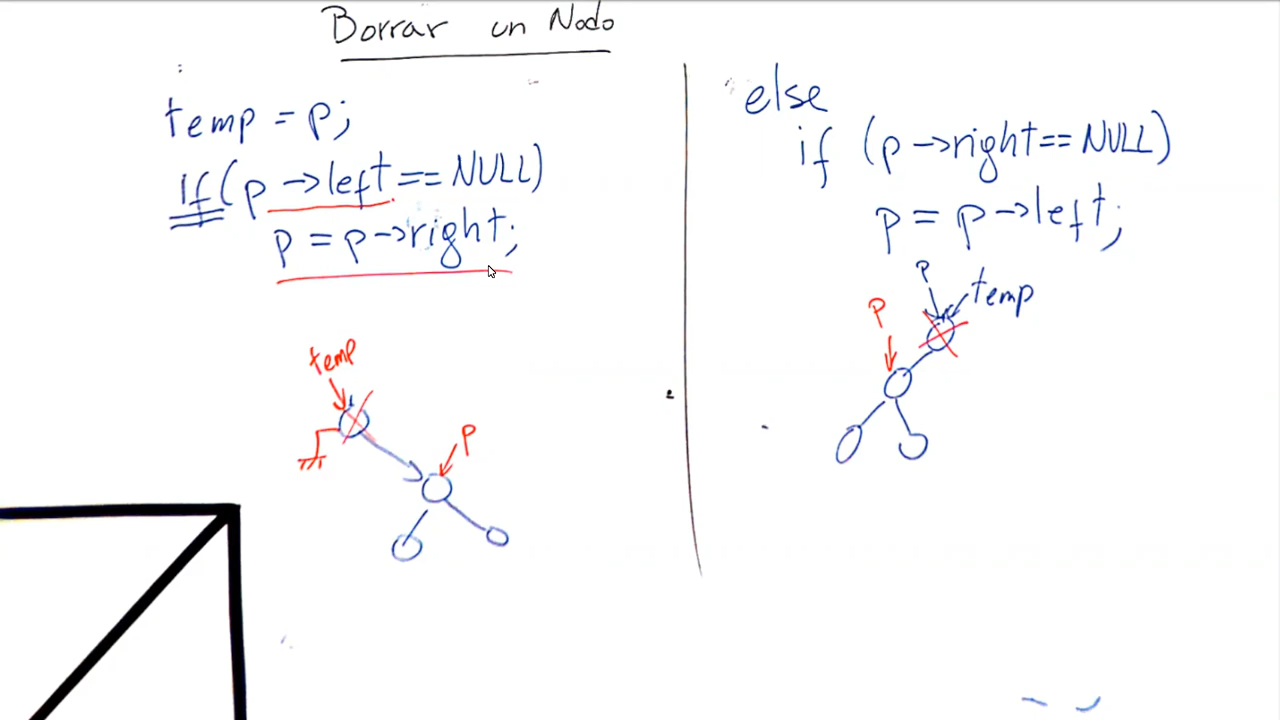 Borrar un Nodo
temp = p;
If (p->left == NULL)
p = p->right;
temp
P
else
if (p->right == NULL)
p = p->left;
P
temp
P